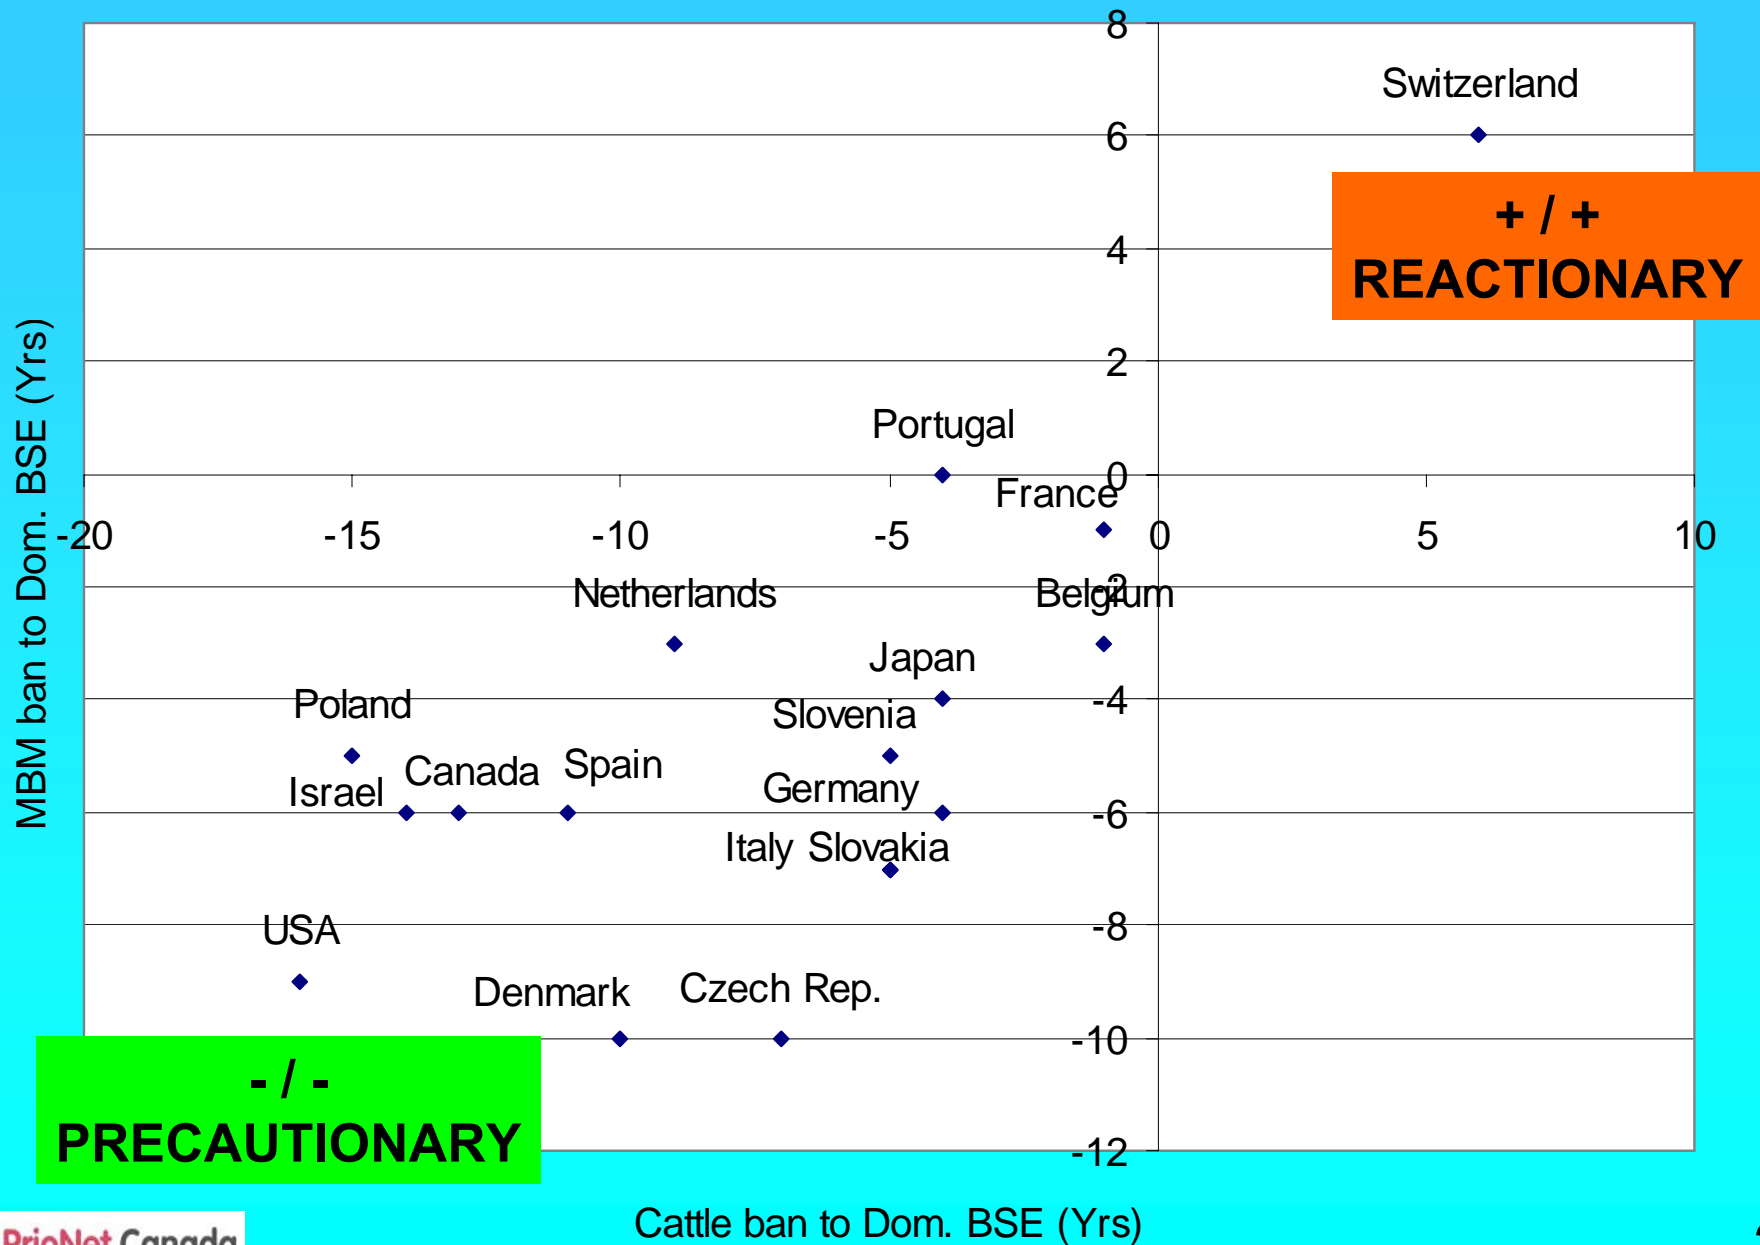 8
Switzerland
6
+ / +
REACTIONARY
4
2
Portugal
0
France
-20 -15 -10 -5 0 5 10
-2
Netherlands Belgium
Japan
-4
Poland
Slovenia
Canada Spain
Israel Germany
-6
Italy Slovakia
-8
USA
Denmark Czech Rep.
-10
- / -
PRECAUTIONARY
-12
MBM ban to Dom. BSE (Yrs)
Cattle ban to Dom. BSE (Yrs)
PrioNet Canada